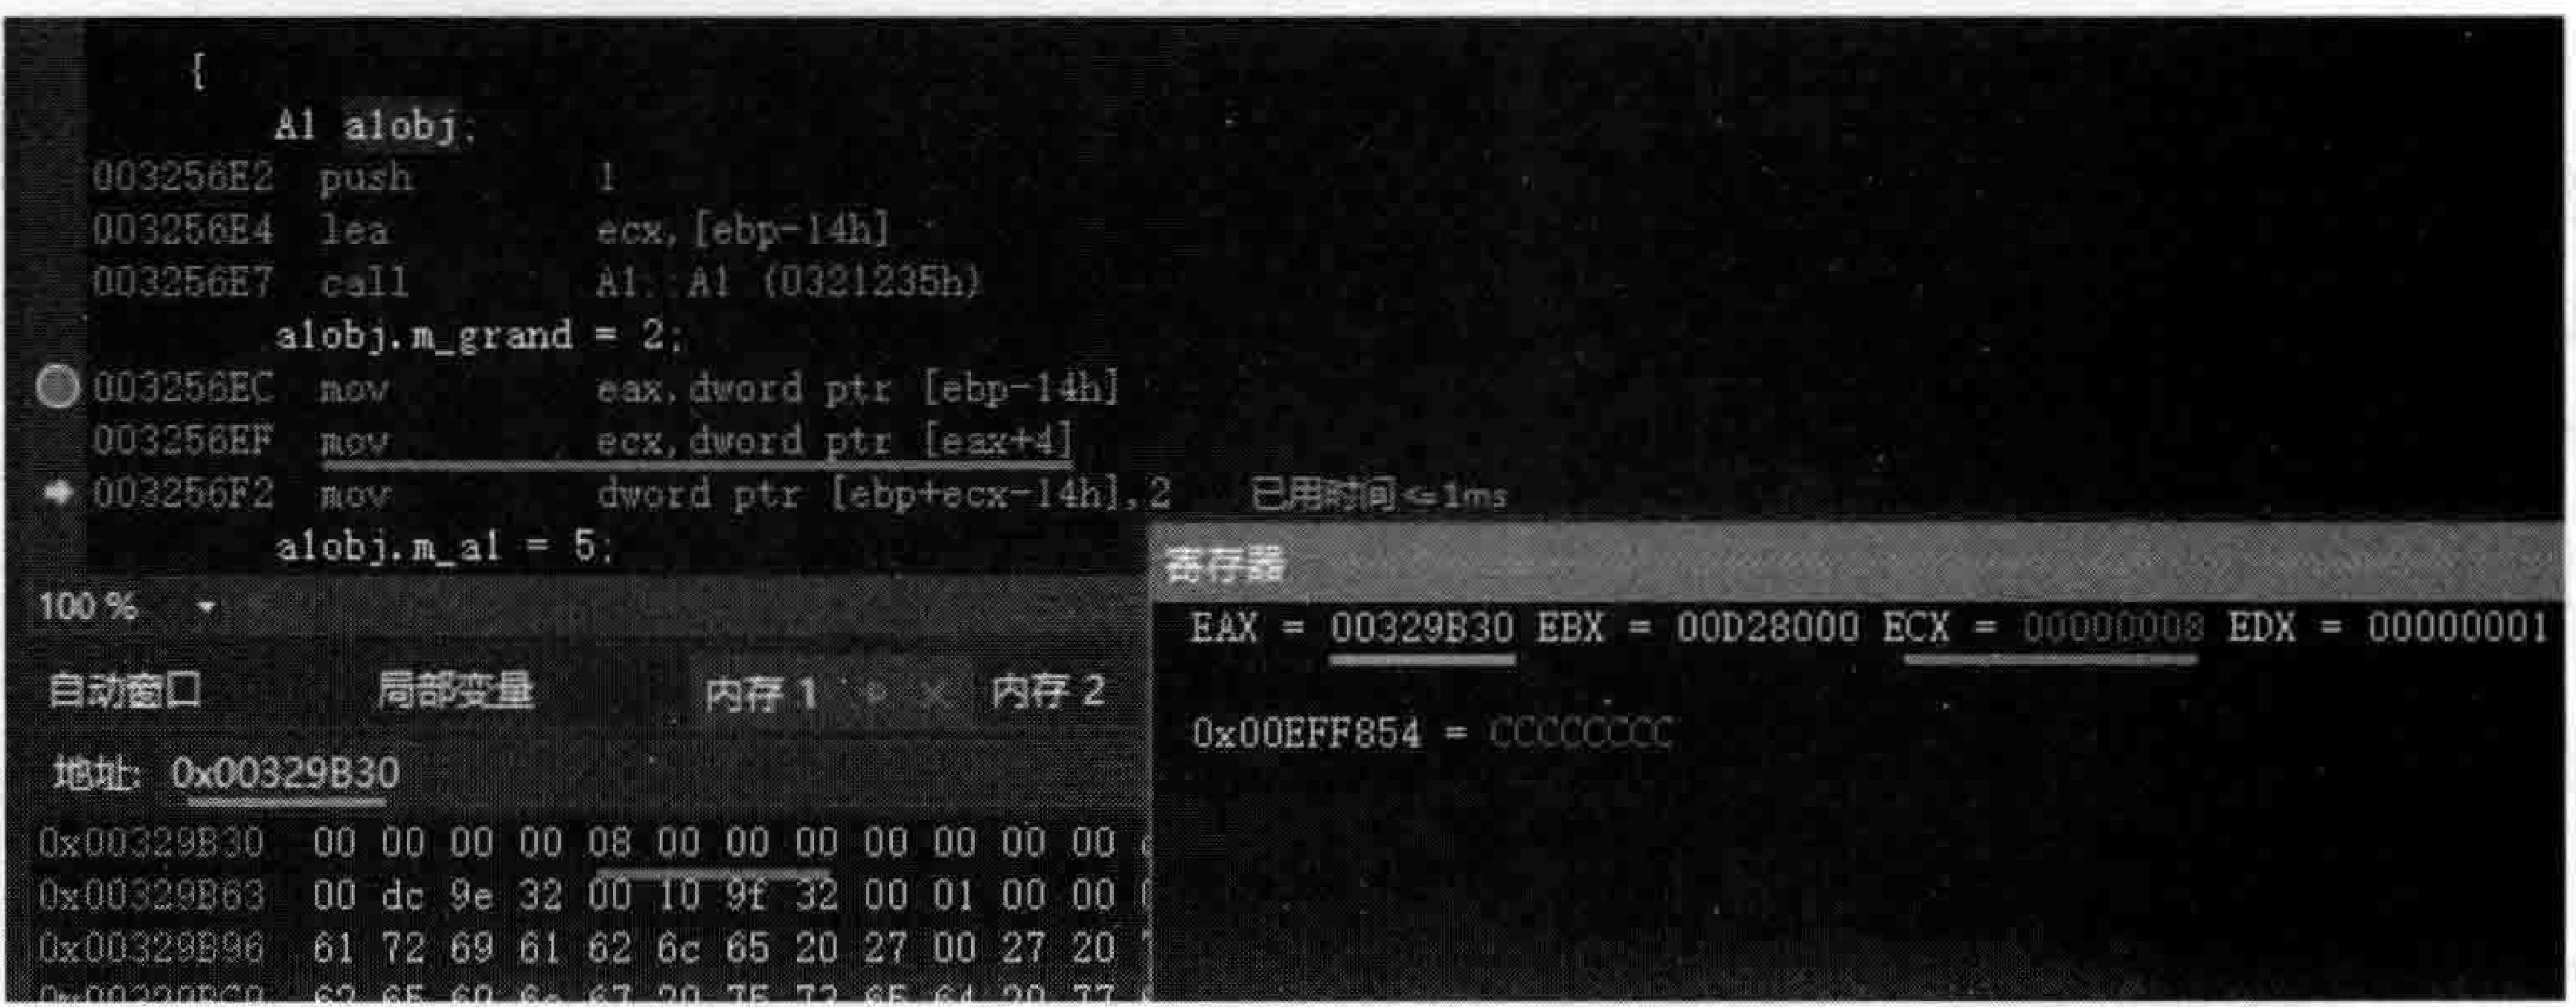 {
A1 a1obj;
003256E2 push 1
003256E4 lea ecx,[ebp-14h]
003256E7 call A1::A1 (0321235h)
a1obj.m_grand = 2;
003256EC mov eax,dword ptr [ebp-14h]
003256EF mov ecx,dword ptr [eax+4]
003256F2 mov dword ptr [ebp+ecx-14h],2 已用时间<=1ms
a1obj.m_a1 = 5;
寄存器
100 %
EAX = 00329B30 EBX = 00D28000 ECX = 00000008 EDX = 00000001
自动窗口 局部变量 内存 1 内存 2
0x00EFF854 = CCCCCCCC
地址: 0x00329B30
0x00329B30 00 00 00 00 08 00 00 00 00 00 00 00
0x00329B63 00 dc 9e 32 00 10 9f 32 00 01 00 00
0x00329B96 61 72 69 61 62 6c 65 20 27 00 27 20